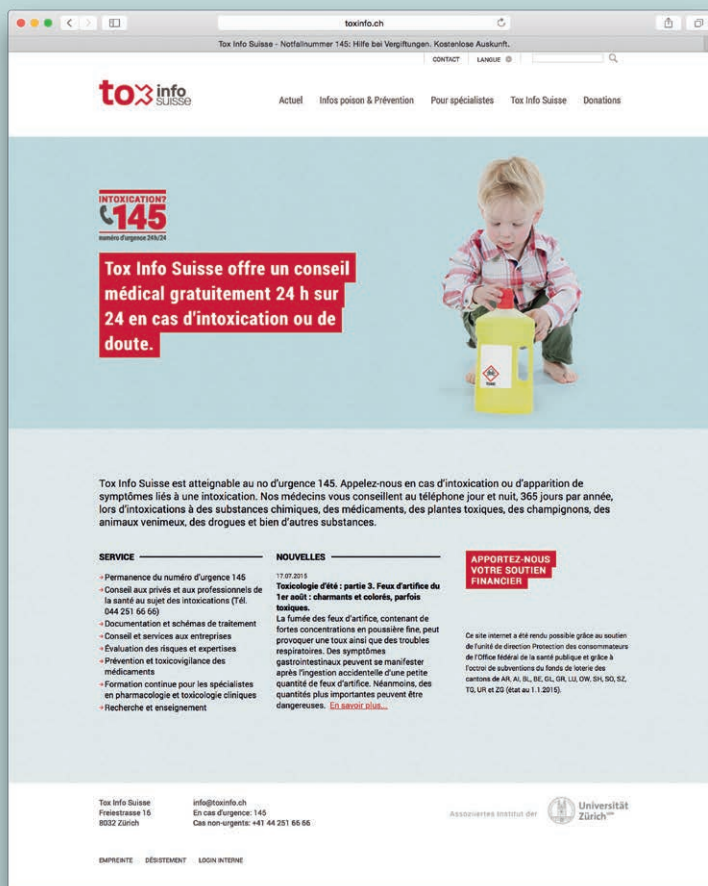 toxinfo.ch
Tox Info Suisse - Notfallnummer 145: Hilfe bei Vergiftungen. Kostenlose Auskunft.
CONTACT
LANGUE
tox info
suisse
Actuel
Infos poison & Prévention
Pour spécialistes
Tox Info Suisse
Donations
INTOXICATION?
145
numéro d'urgence 24h/24
Tox Info Suisse offre un conseil
médical gratuitement 24 h sur
24 en cas d'intoxication ou de
doute.
Tox Info Suisse est atteignable au no d'urgence 145. Appelez-nous en cas d'intoxication ou d'apparition de
symptômes liés à une intoxication. Nos médecins vous conseillent au téléphone jour et nuit, 365 jours par année,
lors d'intoxications à des substances chimiques, des médicaments, des plantes toxiques, des champignons, des
animaux venimeux, des drogues et bien d'autres substances.
SERVICE
Permanence du numéro d'urgence 145
Conseil aux privés et aux professionnels de
la santé au sujet des intoxications (Tél.
044 251 66 66)
Documentation et schémas de traitement
Conseil et services aux entreprises
Évaluation des risques et expertises
Prévention et toxicovigilance des
médicaments
Formation continue pour les spécialistes
en pharmacologie et toxicologie cliniques
Recherche et enseignement
NOUVELLES
17.07.2015
Toxicologie d'été : partie 3. Feux d'artifice du
1er août : charmants et colorés, parfois
toxiques.
La fumée des feux d'artifice, contenant de
fortes concentrations en poussière fine, peut
provoquer une toux ainsi que des troubles
respiratoires. Des symptômes
gastrointestinaux peuvent se manifester
après l'ingestion accidentelle d'une petite
quantité de feux d'artifice. Néanmoins, des
quantités plus importantes peuvent être
dangereuses. En savoir plus...
APPORTEZ-NOUS
VOTRE SOUTIEN
FINANCIER
Ce site internet a été rendu possible grâce au soutien
de l'unité de direction Protection des consommateurs
de l'Office fédéral de la santé publique et grâce à
l'octroi de subventions du fonds de loterie des
cantons de AR, AI, BL, BE, GL, GR, LU, OW, SH, SO, SZ,
TG, UR et ZG (état au 1.1.2015).
Tox Info Suisse
Freiestrasse 16
8032 Zürich
info@toxinfo.ch
En cas d'urgence: 145
Cas non-urgents: +41 44 251 66 66
Assoziiertes Institut der
Universität
Zürich
EMPREINTE
DÉSISTEMENT
LOGIN INTERNE